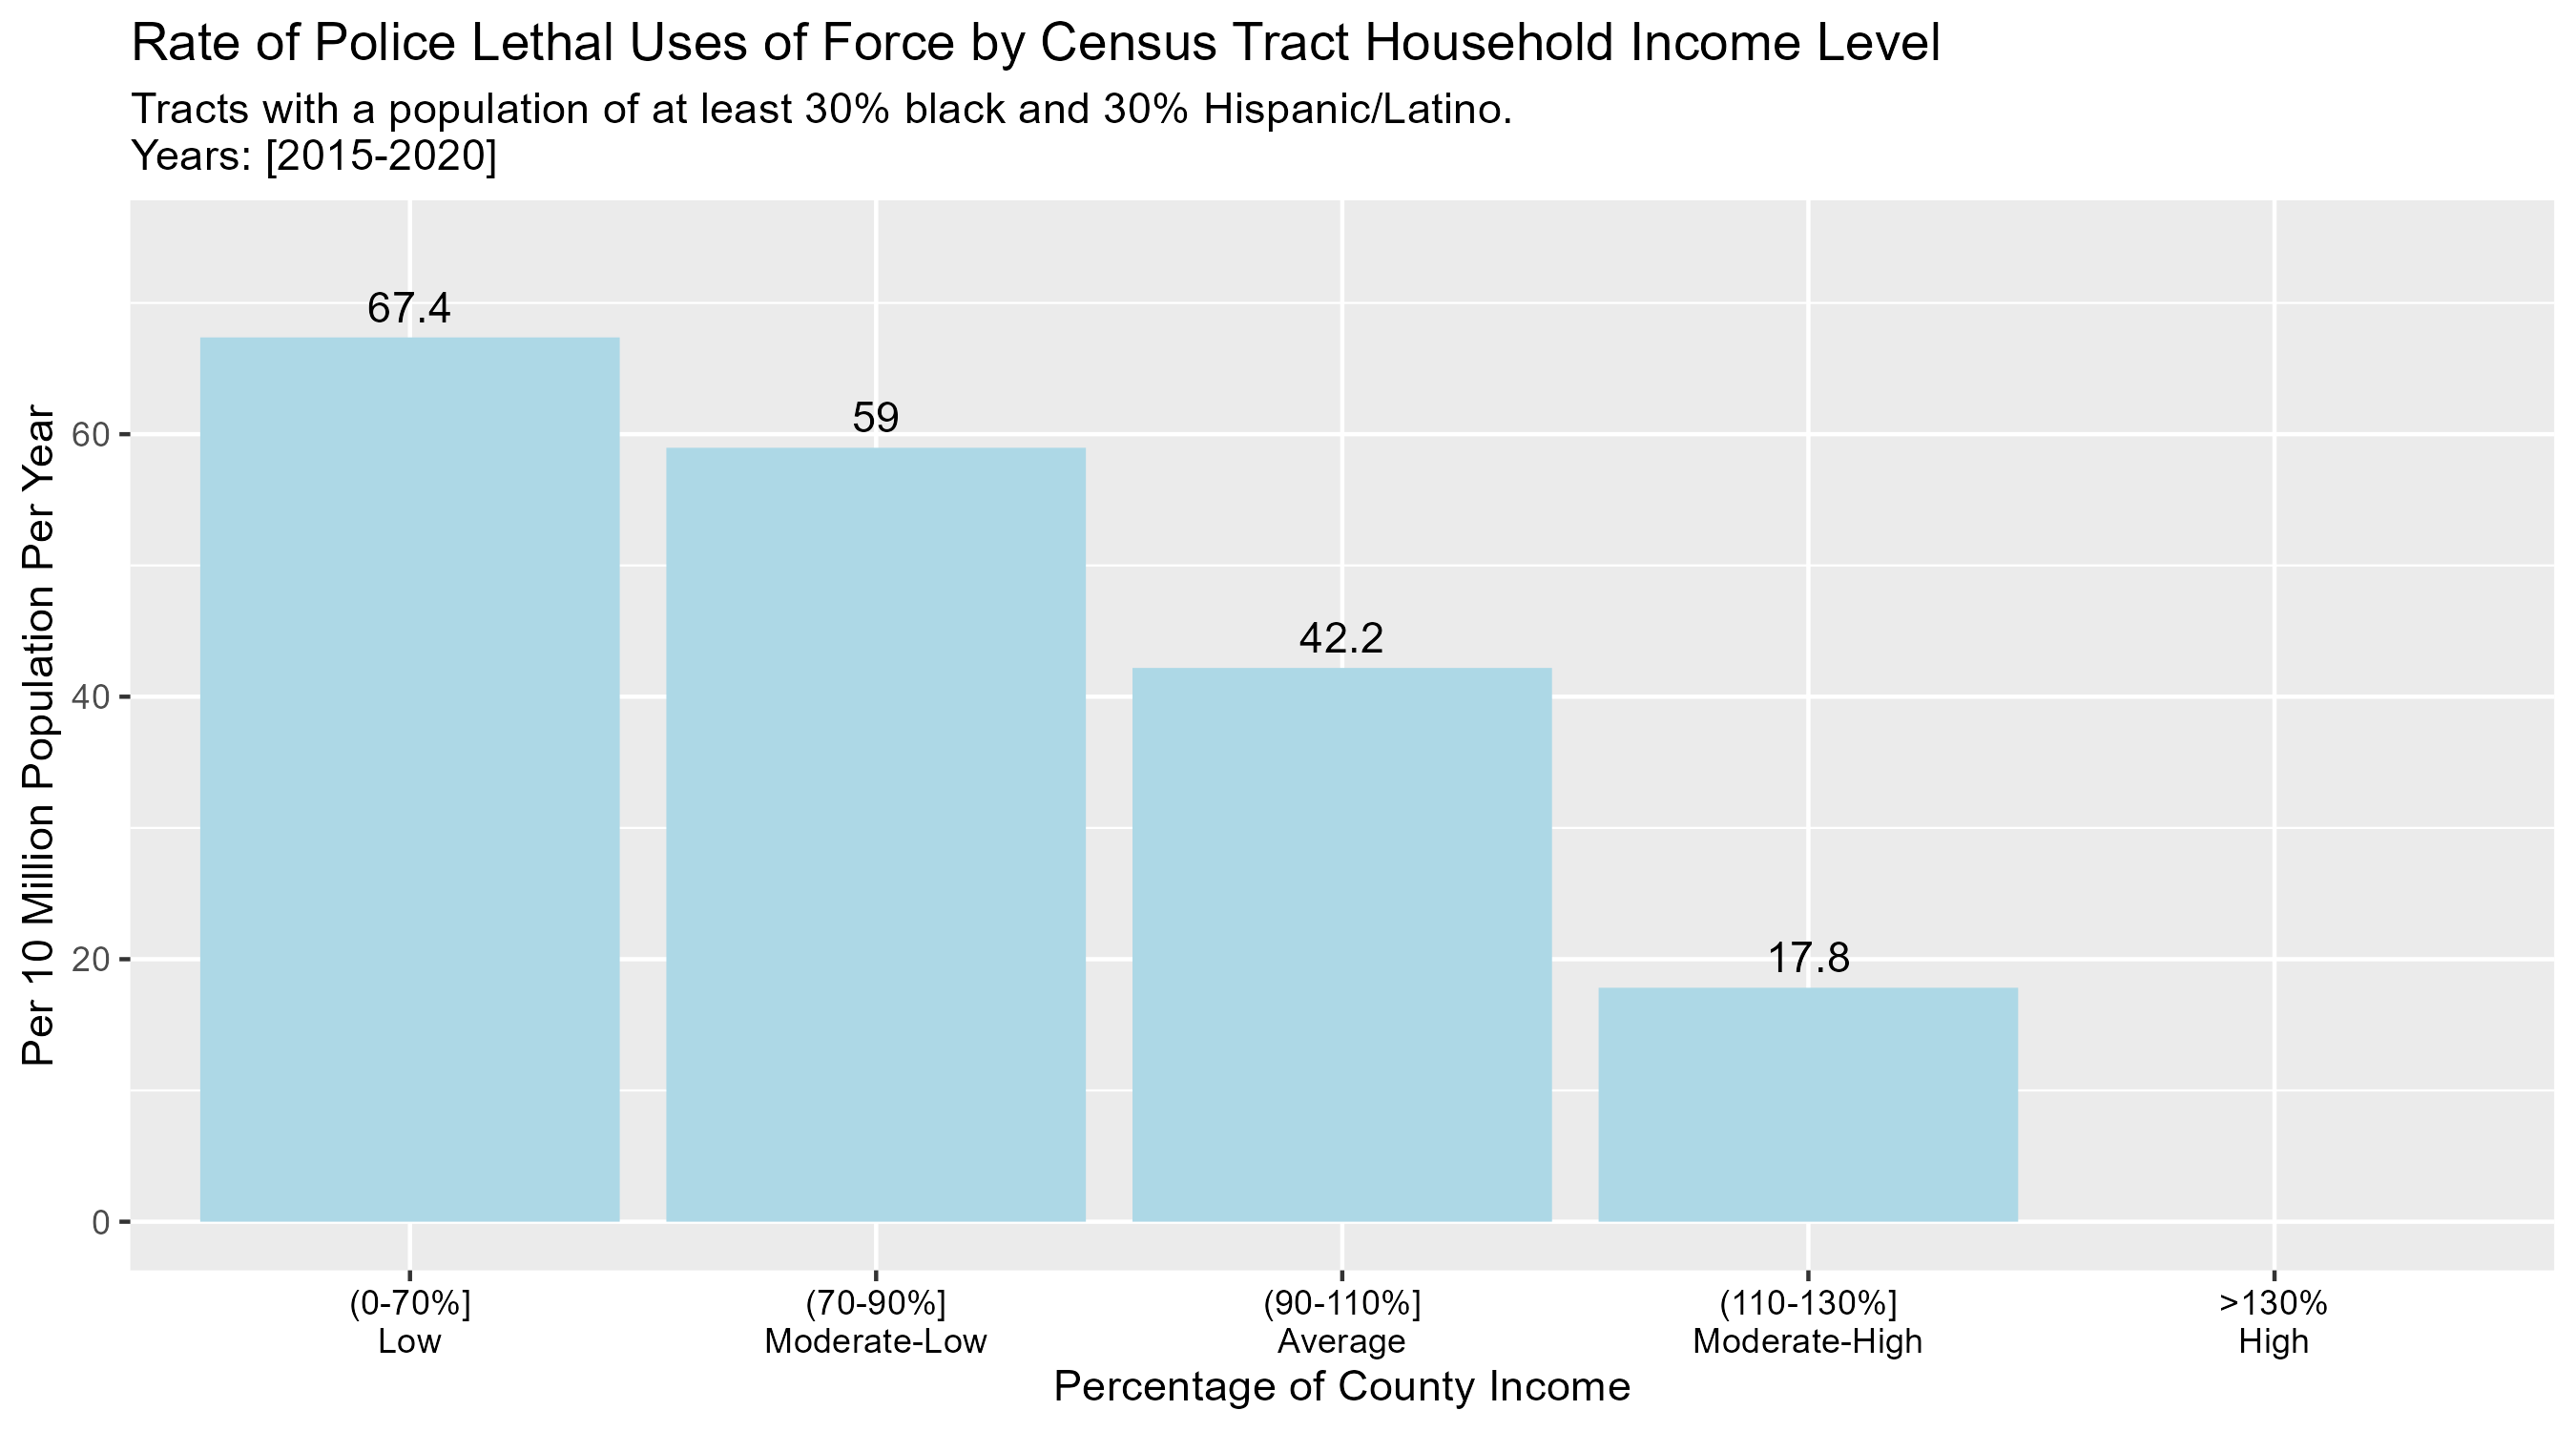 Rate of Police Lethal Uses of Force by Census Tract Household Income Level
Tracts with a population of at least 30% black and 30% Hispanic/Latino.
Years: [2015-2020]
Per 10 Million Population Per Year
60
40
20
0
67.4
59
42.2
17.8
(0-70%]
Low
(70-90%]
Moderate-Low
(90-110%]
Average
(110-130%]
Moderate-High
>130%
High
Percentage of County Income